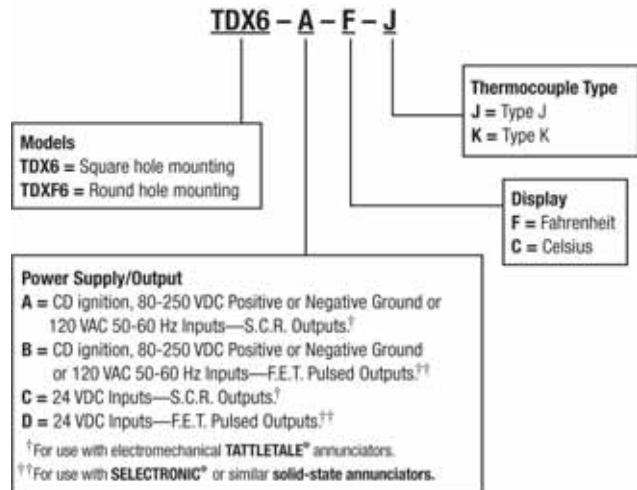 TDX6 - A - F - J
Thermocouple Type
J = Type J
K = Type K
Models
TDX6 = Square hole mounting
TDXF6 = Round hole mounting
Display
F = Fahrenheit
C = Celsius
Power Supply/Output
A = CD ignition, 80-250 VDC Positive or Negative Ground or
120 VAC 50-60 Hz Inputs—S.C.R. Outputs.†
B = CD ignition, 80-250 VDC Positive or Negative Ground
or 120 VAC 50-60 Hz Inputs—F.E.T. Pulsed Outputs.††
C = 24 VDC Inputs—S.C.R. Outputs.†
D = 24 VDC Inputs—F.E.T. Pulsed Outputs.††
†For use with electromechanical TATTLETALE® annunciators.
††For use with SELECTRONIC® or similar solid-state annunciators.